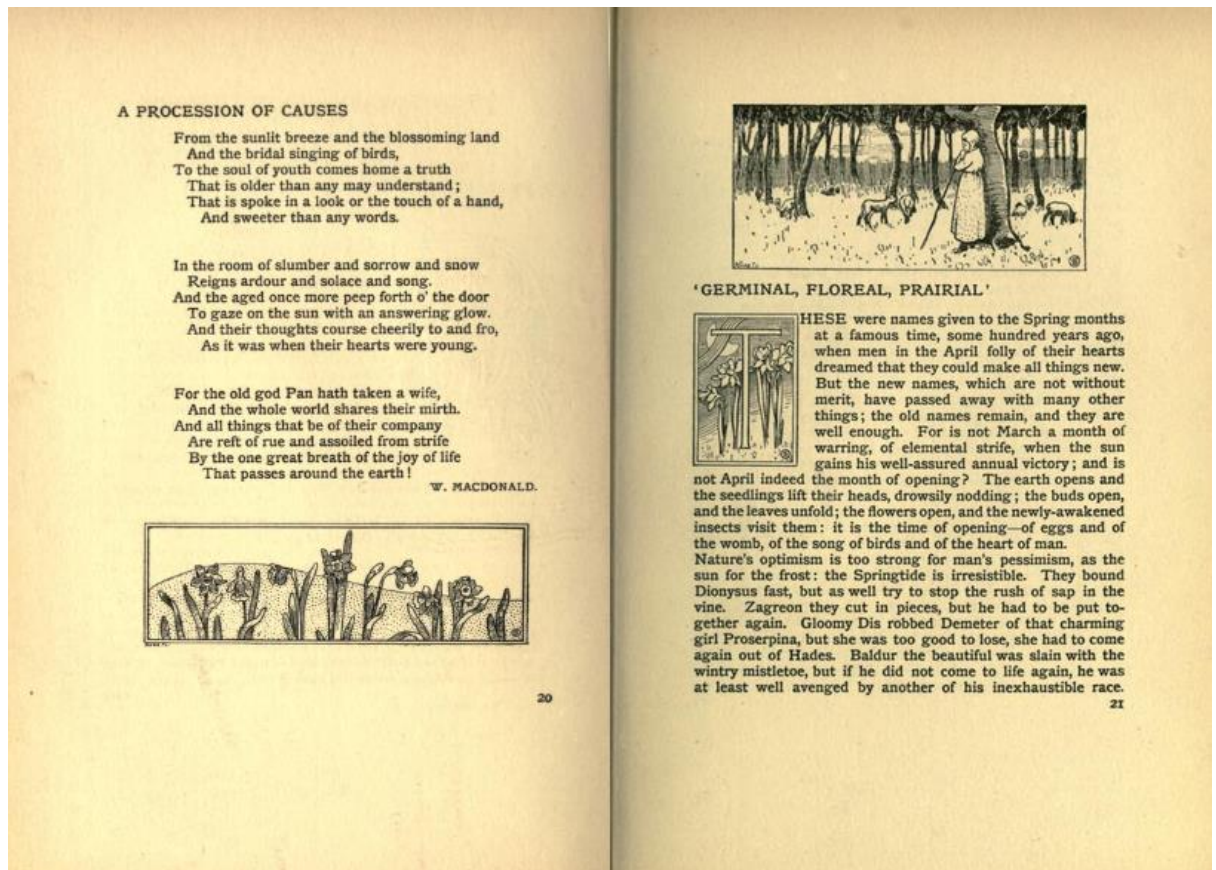 A PROCESSION OF CAUSES
From the sunlit breeze and the blossoming land
And the bridal singing of birds,
To the soul of youth comes home a truth
That is older than any may understand;
That is spoke in a look or the touch of a hand,
And sweeter than any words.
In the room of slumber and sorrow and snow
Reigns ardour and solace and song.
And the aged once more peep forth o' the door
To gaze on the sun with an answering glow.
And their thoughts course cheerily to and fro,
As it was when their hearts were young.
For the old god Pan hath taken a wife,
And the whole world shares their mirth.
And all things that be of their company
Are reft of rue and assoiled from strife
By the one great breath of the joy of life
That passes around the earth!
W. MACDONALD.
20
'GERMINAL, FLOREAL, PRAIRIAL'
THESE were names given to the Spring months
at a famous time, some hundred years ago,
when men in the April folly of their hearts
dreamed that they could make all things new.
But the new names, which are not without
merit, have passed away with many other
things; the old names remain, and they are
well enough. For is not March a month of
warring, of elemental strife, when the sun
gains his well-assured annual victory; and is
not April indeed the month of opening? The earth opens and
the seedlings lift their heads, drowsily nodding; the buds open,
and the leaves unfold; the flowers open, and the newly-awakened
insects visit them: it is the time of opening—of eggs and of
the womb, of the song of birds and of the heart of man.
Nature's optimism is too strong for man's pessimism, as the
sun for the frost: the Springtide is irresistible. They bound
Dionysus fast, but as well try to stop the rush of sap in the
vine. Zagreon they cut in pieces, but he had to be put to-
gether again. Gloomy Dis robbed Demeter of that charming
girl Proserpina, but she was too good to lose, she had to come
again out of Hades. Baldur the beautiful was slain with the
wintry mistletoe, but if he did not come to life again, he was
at least well avenged by another of his inexhaustible race.
21